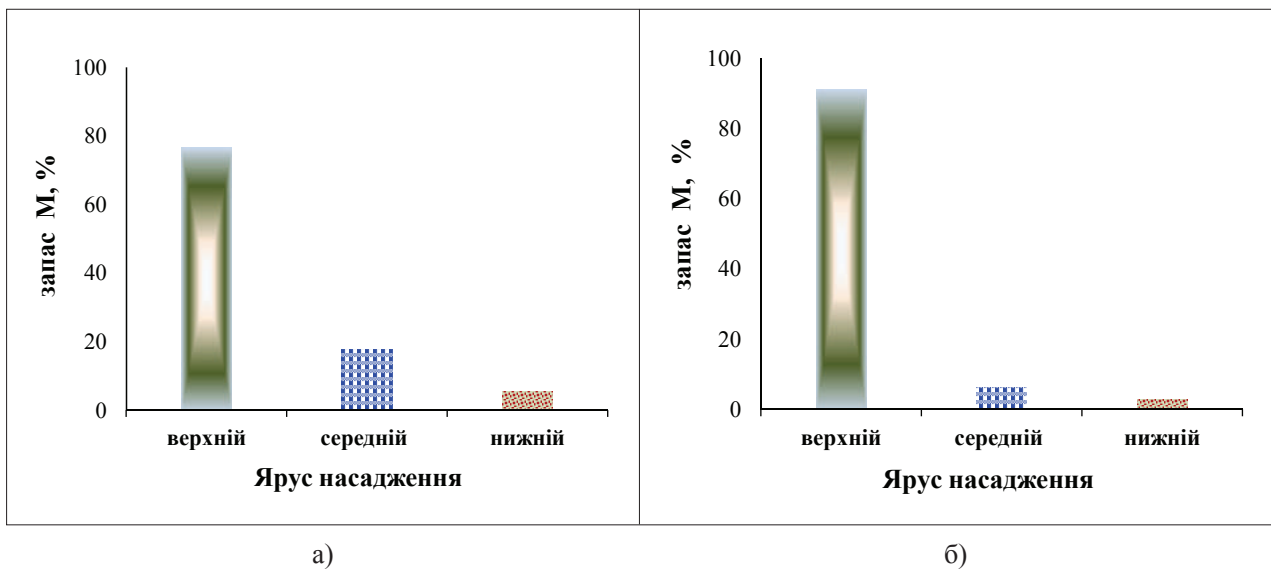 запас М, %
100
80
60
40
20
0
верхній середній нижній
Ярус насадження
а)
запас М, %
100
80
60
40
20
0
верхній середній нижній
Ярус насадження
б)